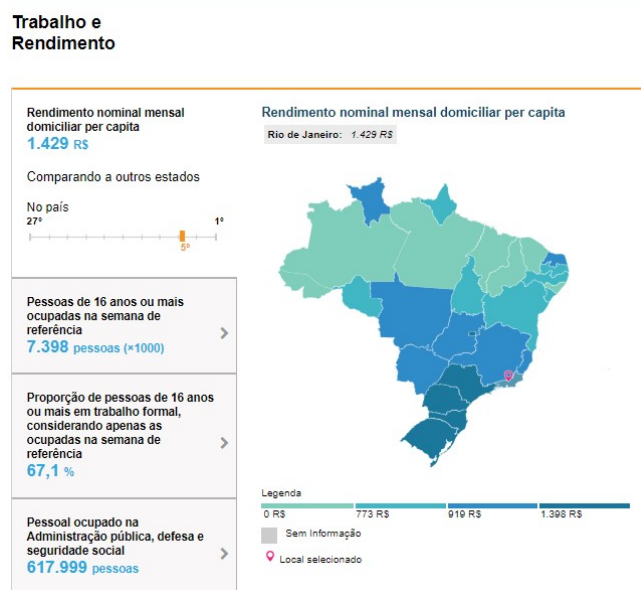 Trabalho e
Rendimento
Rendimento nominal mensal
domiciliar per capita
1.429 R$
Comparando a outros estados
No país
27º 1º
5º
Pessoas de 16 anos ou mais
ocupadas na semana de
referência
7.398 pessoas (×1000)
Proporção de pessoas de 16 anos
ou mais em trabalho formal,
considerando apenas as
ocupadas na semana de
referência
67,1 %
Pessoal ocupado na
Administração pública, defesa e
seguridade social
617.999 pessoas
Rendimento nominal mensal domiciliar per capita
Rio de Janeiro: 1.429 R$
Legenda
0 R$ 773 R$ 919 R$ 1.398 R$
Sem Informação
Local selecionado